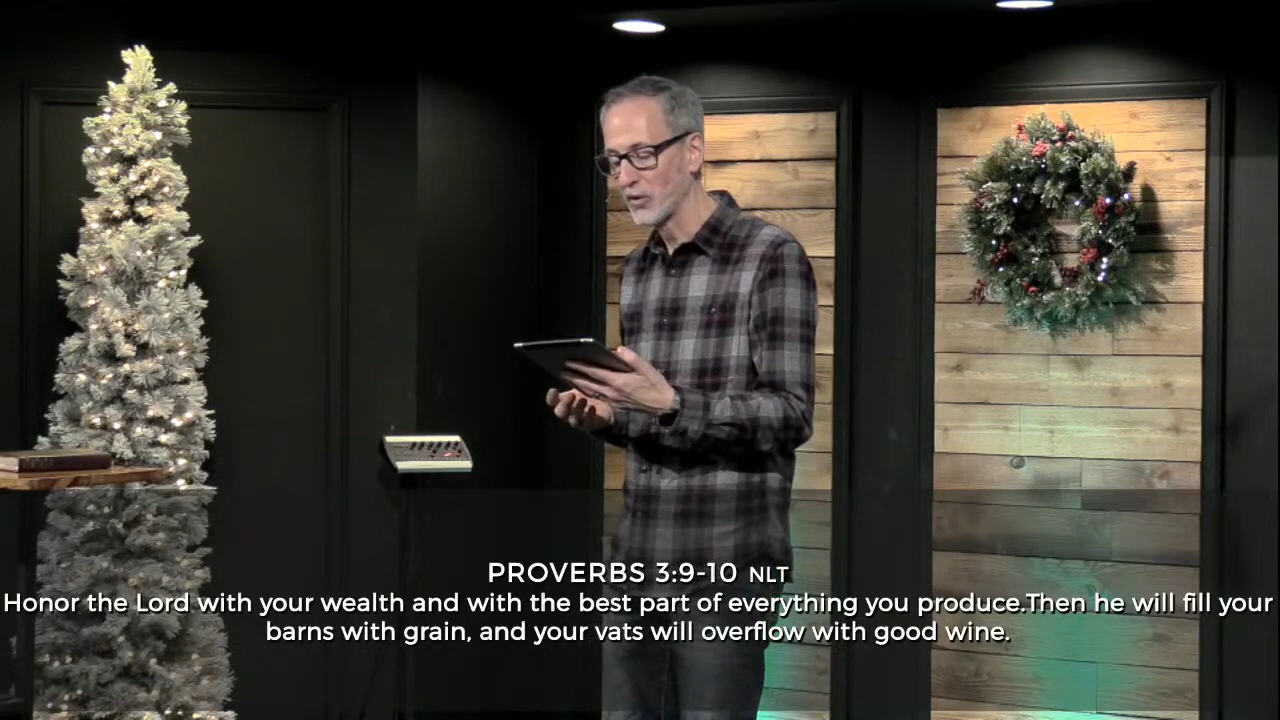 PROVERBS 3:9-10 NLT
Honor the Lord with your wealth and with the best part of everything you produce.Then he will fill your
barns with grain, and your vats will overflow with good wine.